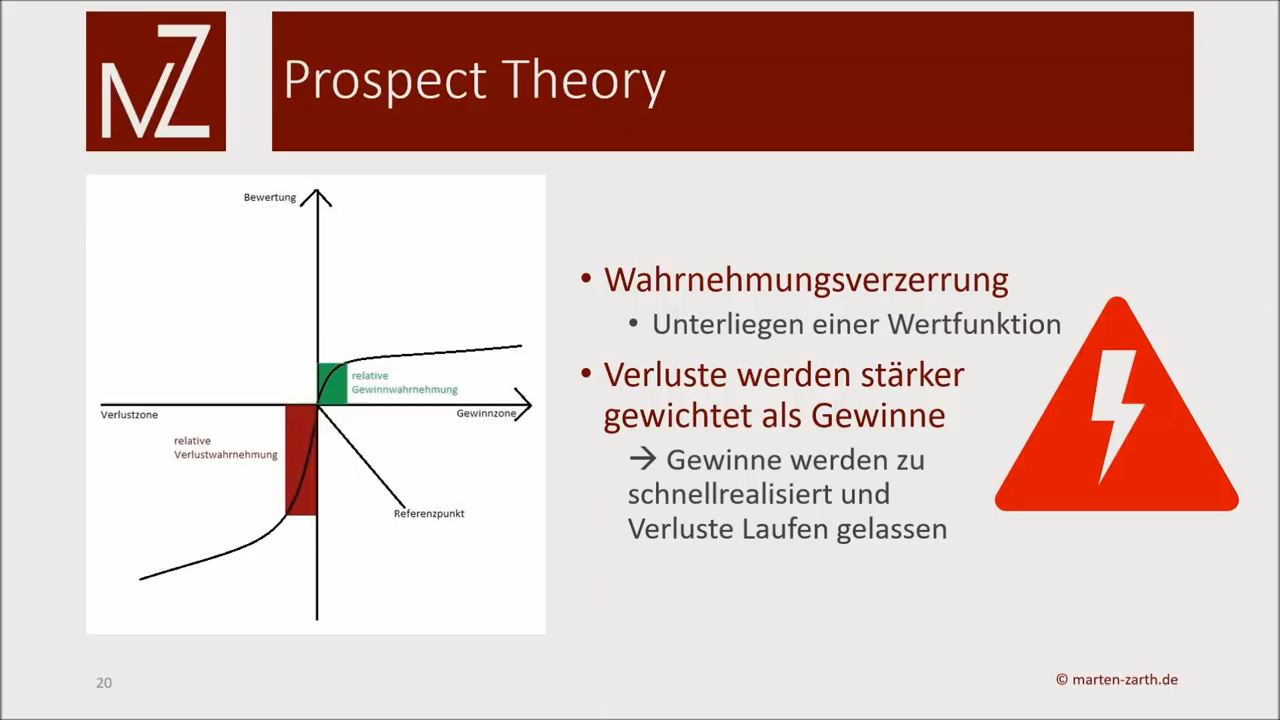 MZ
Prospect Theory
Bewertung
relative
Gewinnwahrnehmung
Verlustzone
Gewinnzone
relative
Verlustwahrnehmung
Referenzpunkt
• Wahrnehmungsverzerrung
• Unterliegen einer Wertfunktion
• Verluste werden stärker
gewichtet als Gewinne
→ Gewinne werden zu
schnellrealisiert und
Verluste Laufen gelassen
20
© marten-zarth.de